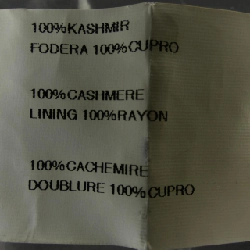 100%KASHMIR
FODERA 100%CUPRO
100%CASHMERE
LINING 100%RAYON
100%CACHEMIRE
DOUBLURE 100%CUPRO